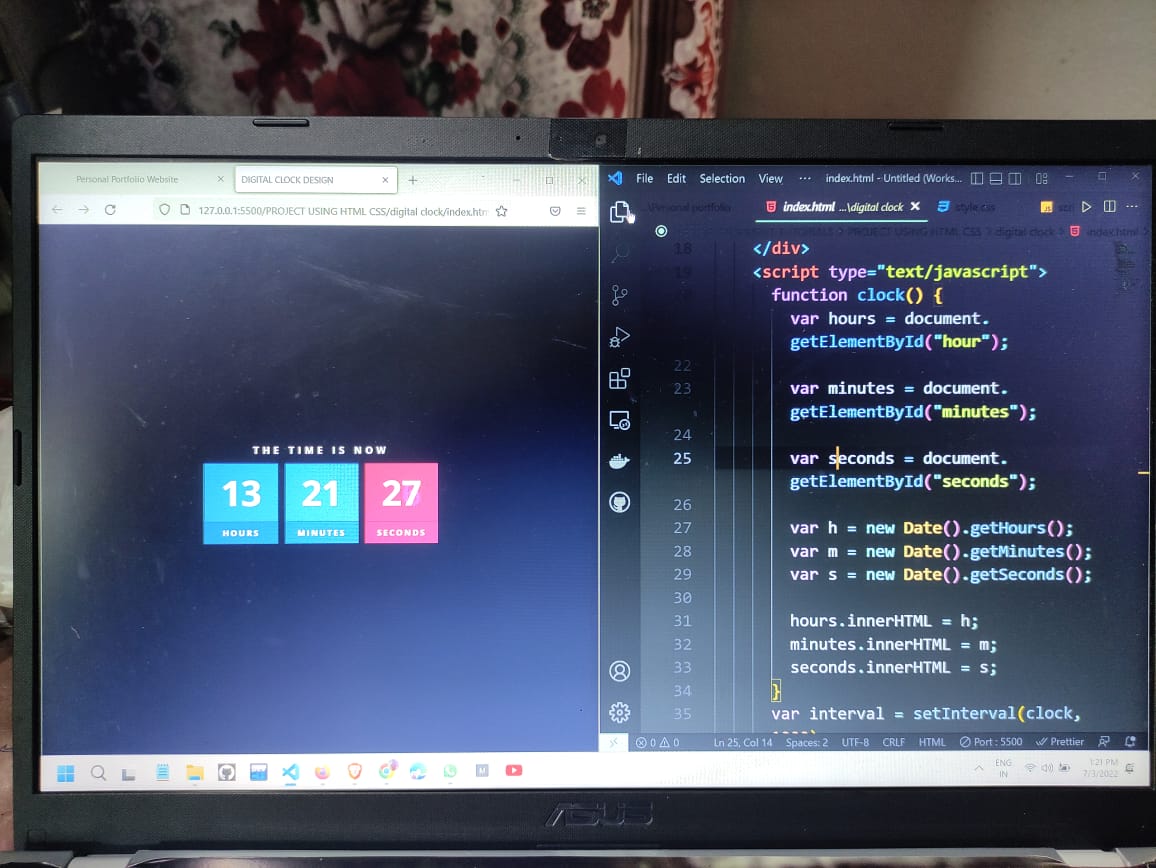 Personal Portfolio Website
DIGITAL CLOCK DESIGN
127.0.0.1:5500/PROJECT USING HTML CSS/digital clock/index.htm
THE TIME IS NOW
13 21 27
HOURS MINUTES SECONDS
File Edit Selection View ··· index.html - Untitled (Works...
...\Personal portfolio index.html ...\digital clock style.css
PROJECT USING HTML CSS > digital clock > index.html
18 </div>
19 <script type="text/javascript">
function clock() {
var hours = document.
getElementById("hour");
22
23 var minutes = document.
getElementById("minutes");
24
25 var seconds = document.
getElementById("seconds");
26
27 var h = new Date().getHours();
28 var m = new Date().getMinutes();
29 var s = new Date().getSeconds();
30
31 hours.innerHTML = h;
32 minutes.innerHTML = m;
33 seconds.innerHTML = s;
34 }
35 var interval = setInterval(clock,
0 0 Ln 25, Col 14 Spaces: 2 UTF-8 CRLF HTML Port : 5500 Prettier
ENG
IN
1:21 PM
7/3/2022
ASUS